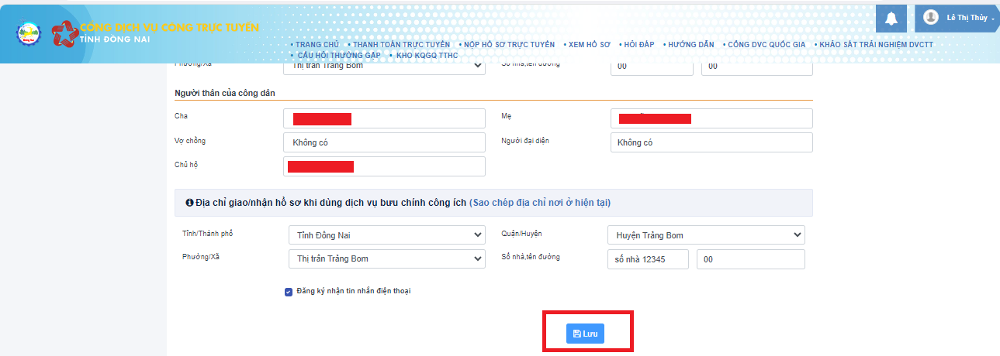 CỔNG DỊCH VỤ CÔNG TRỰC TUYẾN
TỈNH ĐỒNG NAI
Đồng Nai
Lê Thị Thủy
• TRANG CHỦ • THANH TOÁN TRỰC TUYẾN • NỘP HỒ SƠ TRỰC TUYẾN • XEM HỒ SƠ • HỎI ĐÁP • HƯỚNG DẪN • CỔNG DVC QUỐC GIA • KHẢO SÁT TRẢI NGHIỆM DVCTT
• CÂU HỎI THƯỜNG GẶP • KHO KQGQ TTHC
Phường/Xã Thị trấn Trảng Bom Số nhà,tên đường 00 00
Người thân của công dân
Cha Mẹ
Vợ chồng Không có Người đại diện Không có
Chủ hộ
Địa chỉ giao/nhận hồ sơ khi dùng dịch vụ bưu chính công ích (Sao chép địa chỉ nơi ở hiện tại)
Tỉnh/Thành phố Tỉnh Đồng Nai Quận/Huyện Huyện Trảng Bom
Phường/Xã Thị trấn Trảng Bom Số nhà,tên đường số nhà 12345 00
Đăng ký nhận tin nhắn điện thoại
Lưu